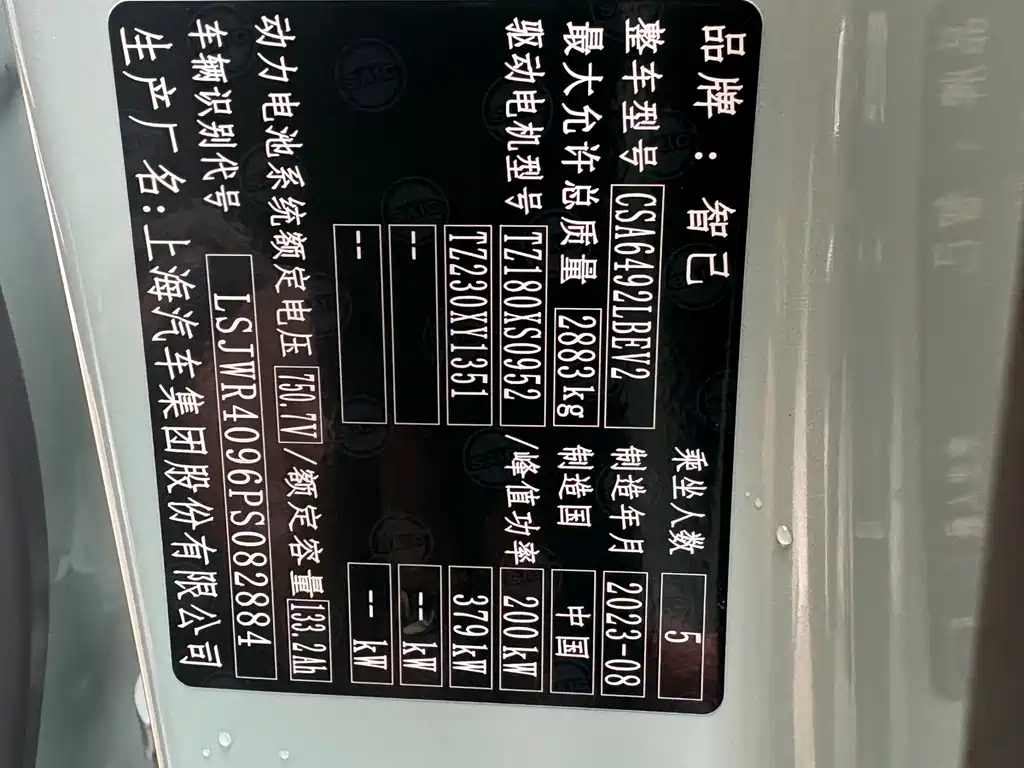 品牌：智己
乘坐人数 5
整车型号 CSA6492LBEV2 制造年月 2023-08
最大允许总质量 2883kg 制造国 中国
驱动电机型号 TZ180XS0952 /峰值功率 200kW
TZ230XY1351 379kW
-- -- kW
-- -- kW
动力电池系统额定电压 750.7V /额定容量 133.2Ah
车辆识别代号 LSJWR4096PS082884
生产厂名:上海汽车集团股份有限公司